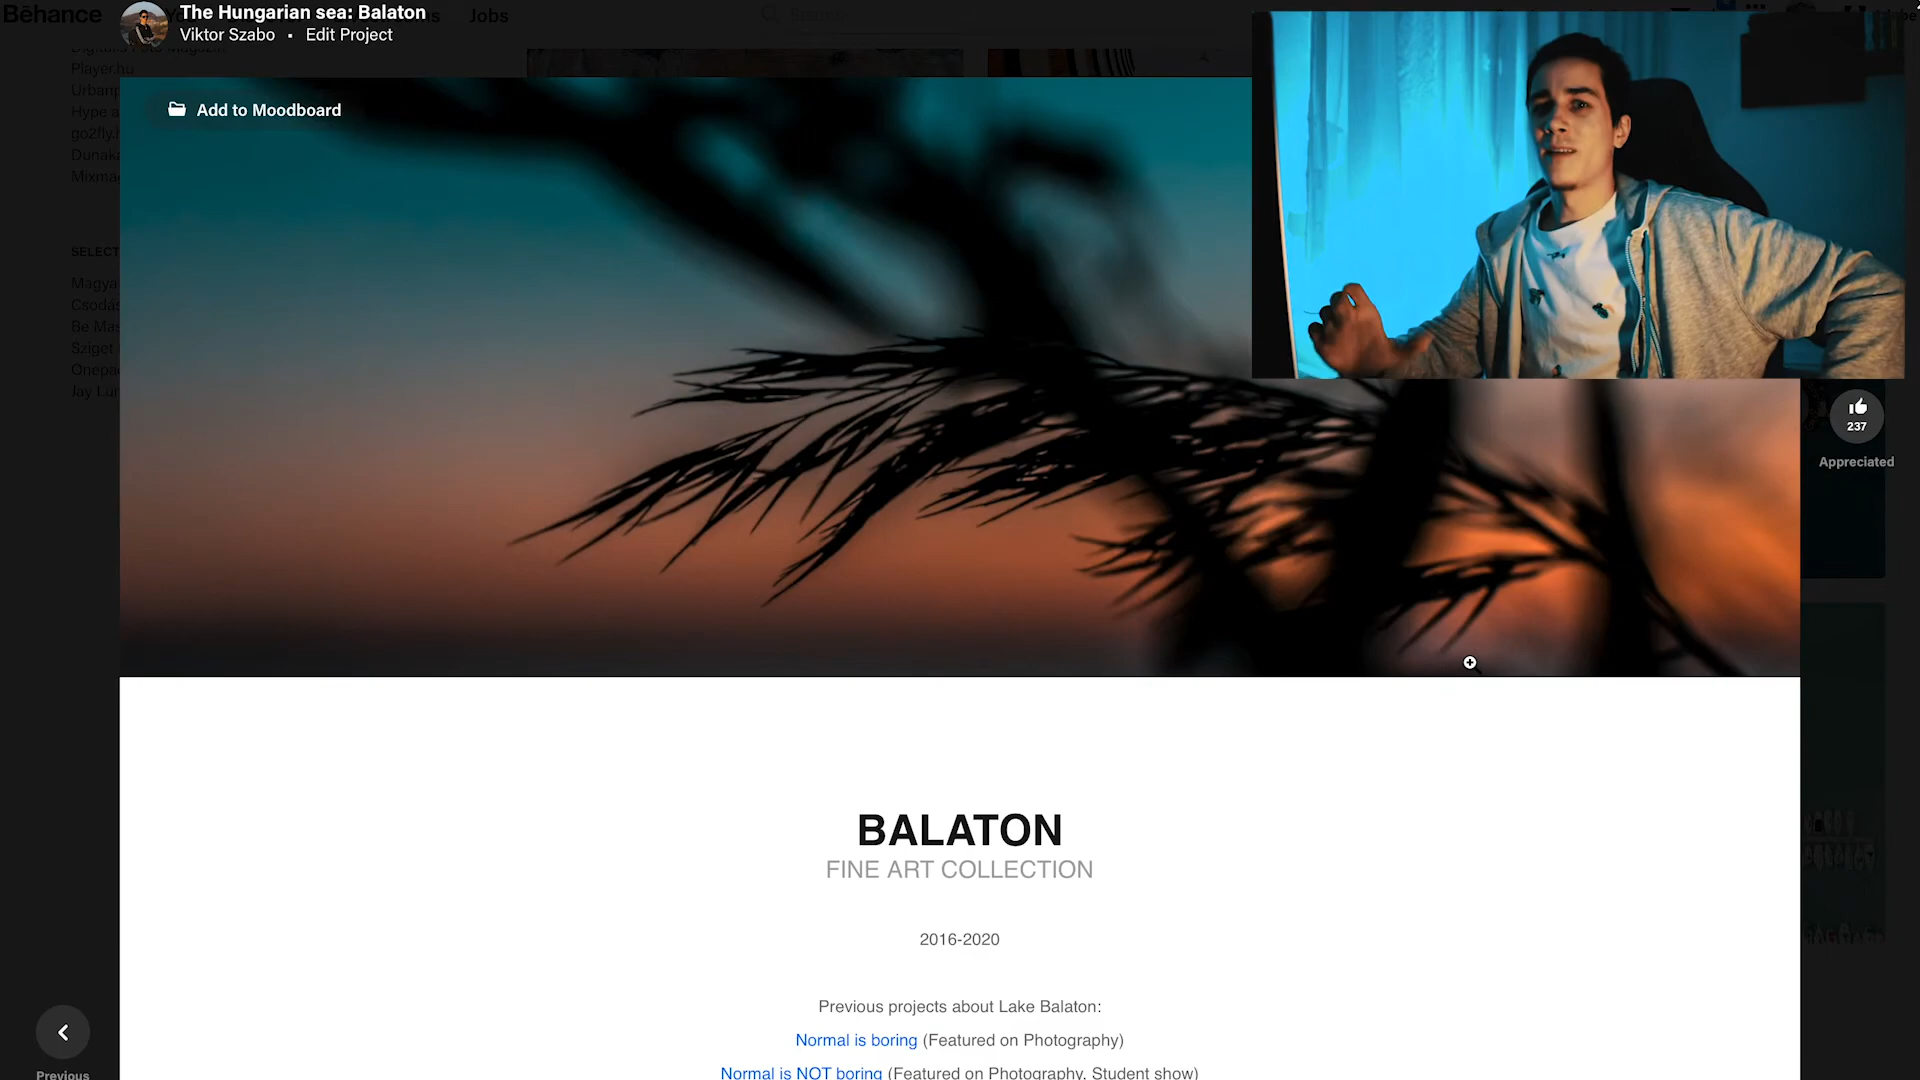 Bēhance
Jobs
The Hungarian sea: Balaton
Viktor Szabo • Edit Project
Player.hu
Add to Moodboard
SELECT
237
Appreciated
BALATON
FINE ART COLLECTION
2016-2020
Previous projects about Lake Balaton:
Normal is boring (Featured on Photography)
Normal is NOT boring (Featured on Photography, Student show)
Previous